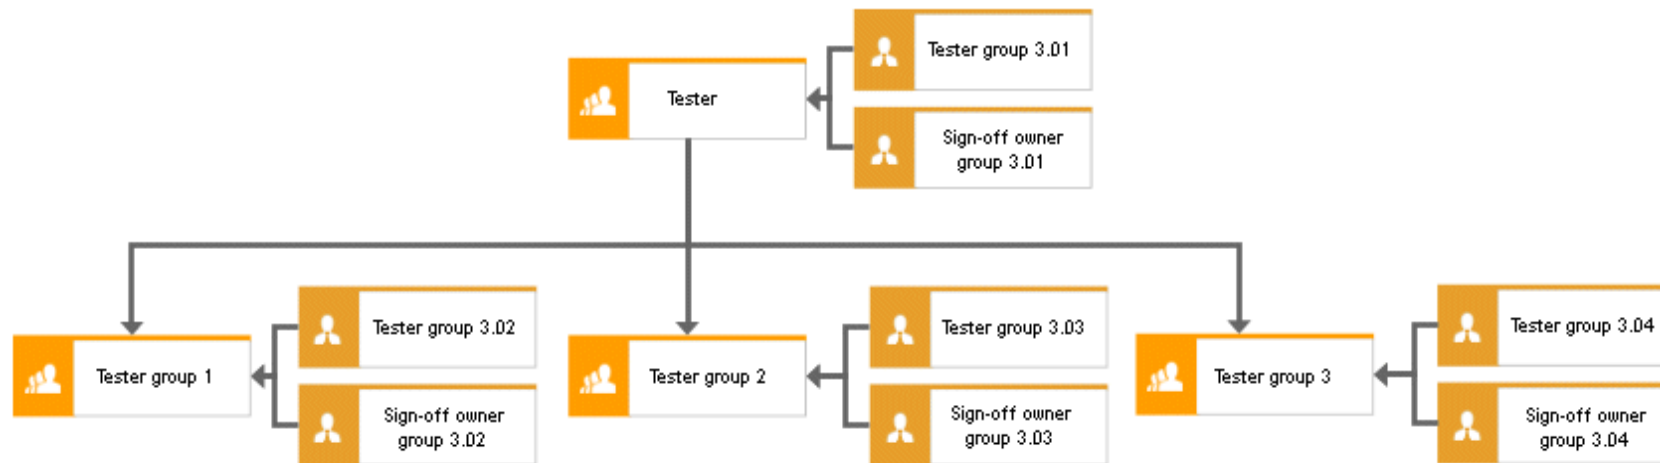 Tester group 3.01
Tester
Sign-off owner
group 3.01
Tester group 3.02
Tester group 3.03
Tester group 3.04
Tester group 1
Tester group 2
Tester group 3
Sign-off owner
group 3.02
Sign-off owner
group 3.03
Sign-off owner
group 3.04